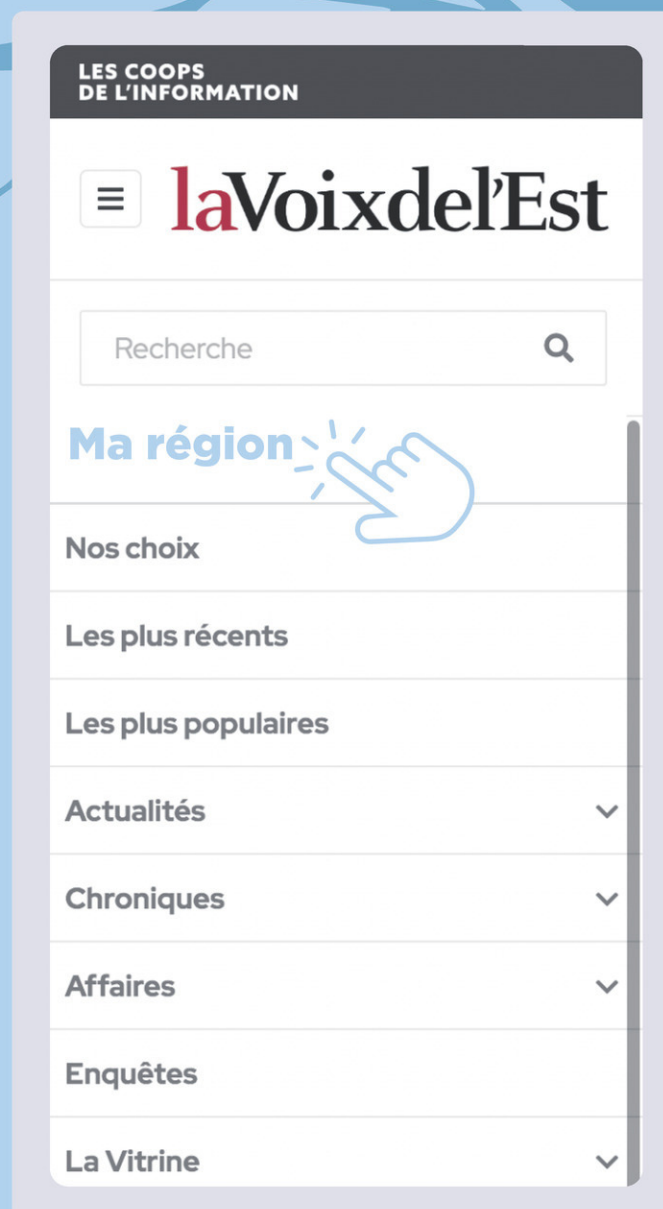 LES COOPS
DE L'INFORMATION
laVoixdel'Est
Recherche
Ma région
Nos choix
Les plus récents
Les plus populaires
Actualités
Chroniques
Affaires
Enquêtes
La Vitrine